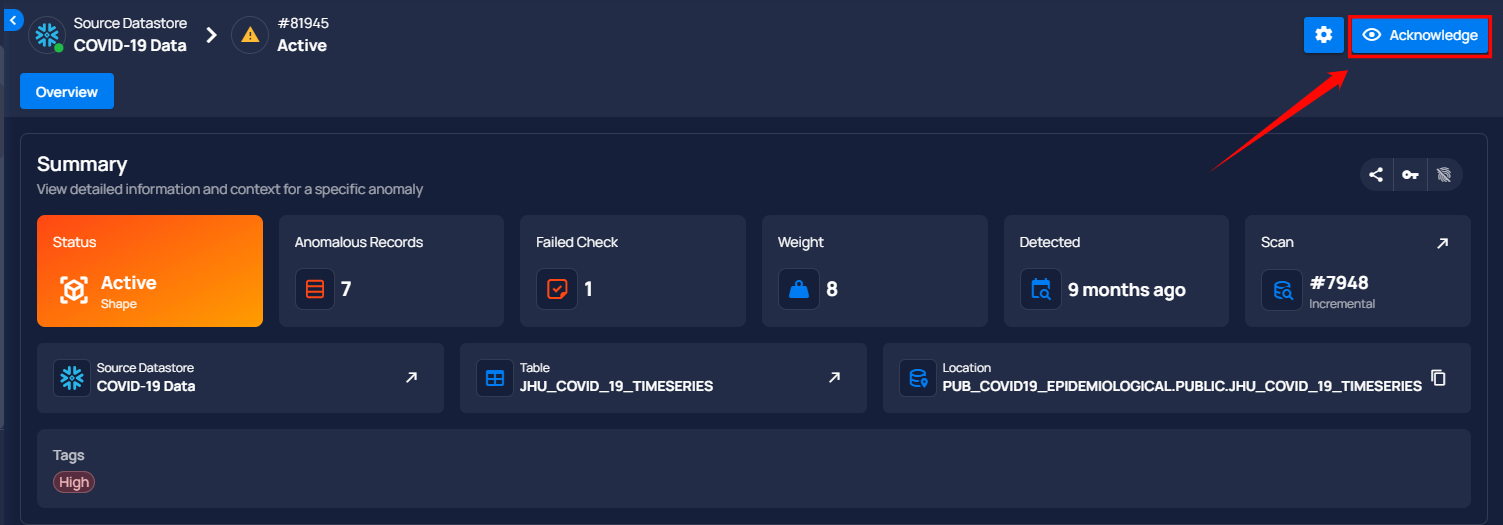 Source Datastore
COVID-19 Data
#81945
Active
Acknowledge
Overview
Summary
View detailed information and context for a specific anomaly
Status
Active
Shape
Anomalous Records
7
Failed Check
1
Weight
8
Detected
9 months ago
Scan
#7948
Incremental
Source Datastore
COVID-19 Data
Table
JHU_COVID_19_TIMESERIES
Location
PUB_COVID19_EPIDEMIOLOGICAL.PUBLIC.JHU_COVID_19_TIMESERIES
Tags
High